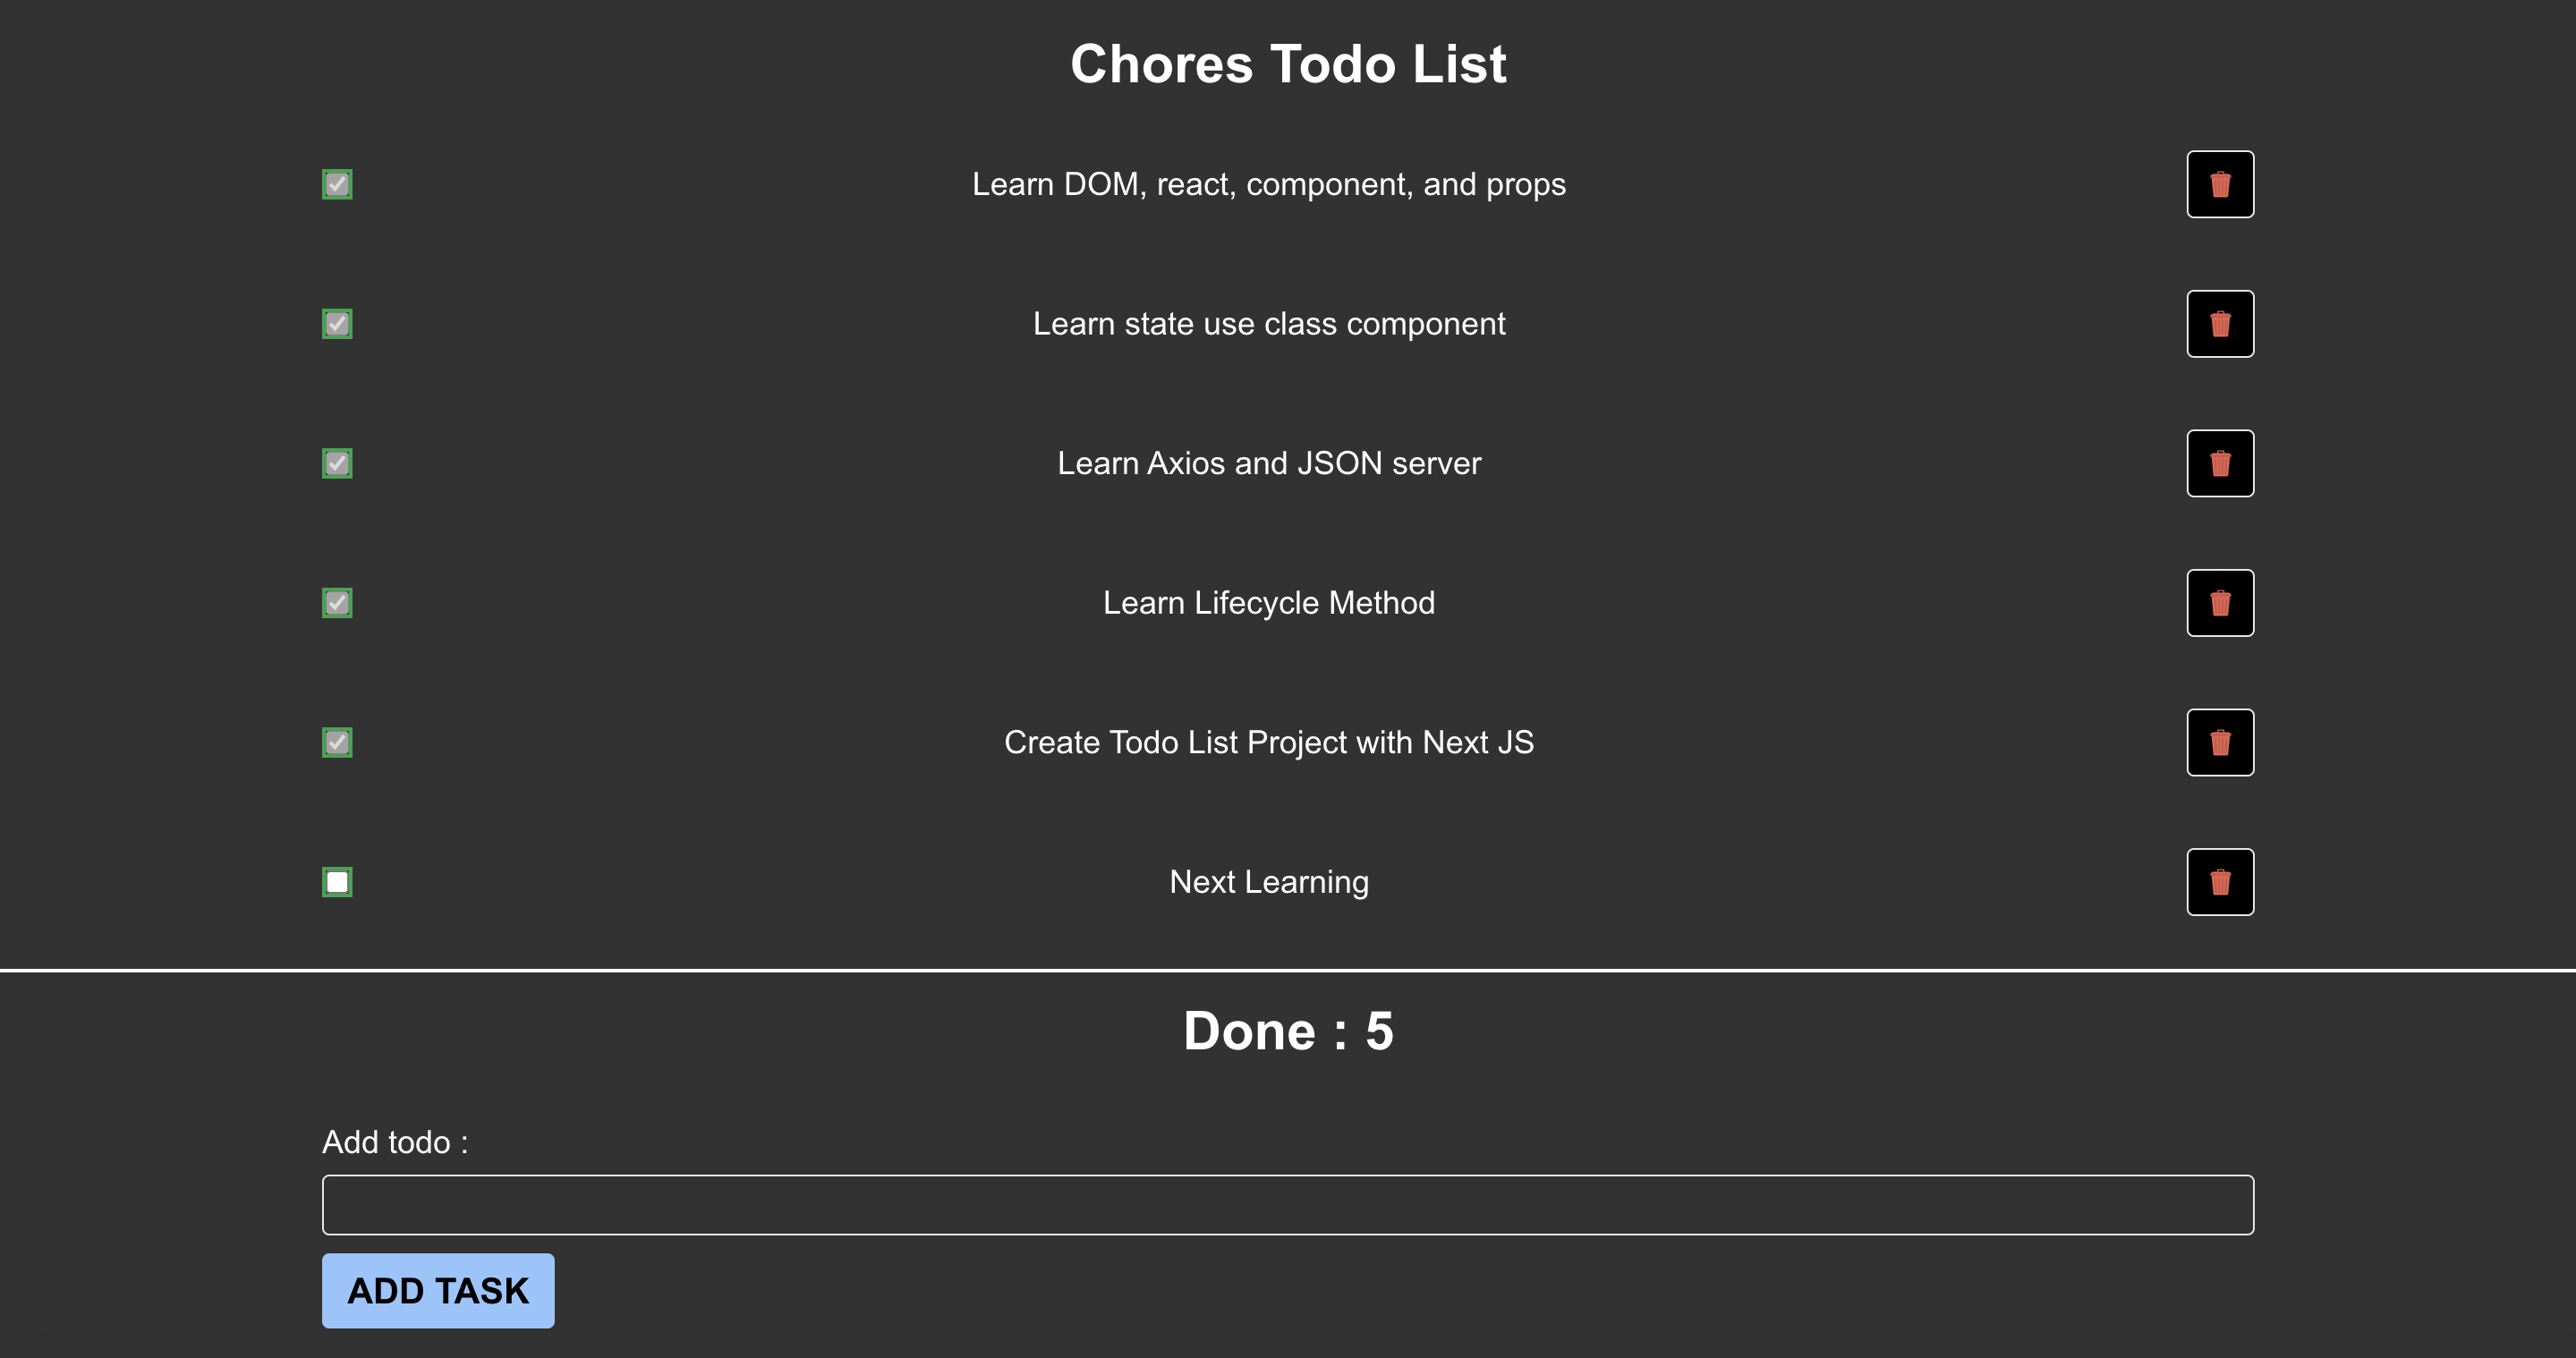 Chores Todo List
Learn DOM, react, component, and props
Learn state use class component
Learn Axios and JSON server
Learn Lifecycle Method
Create Todo List Project with Next JS
Next Learning
Done : 5
Add todo :
ADD TASK